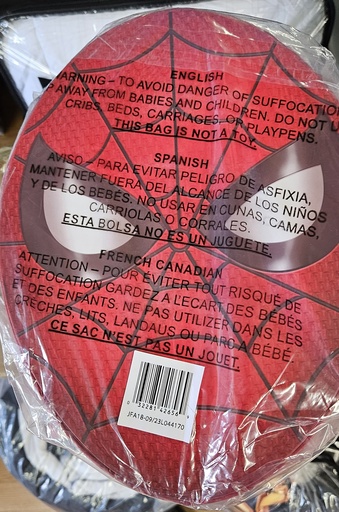 ENGLISH
WARNING – TO AVOID DANGER OF SUFFOCATION
P AWAY FROM BABIES AND CHILDREN. DO NOT U
CRIBS, BEDS, CARRIAGES, OR PLAYPENS.
THIS BAG IS NOT A TOY.
SPANISH
AVISO – PARA EVITAR PELIGRO DE ASFIXIA,
MANTENER FUERA DEL ALCANCE DE LOS NIÑOS
Y DE LOS BEBÉS. NO USAR EN CUNAS, CAMAS,
CARRIOLAS O CORRALES.
ESTA BOLSA NO ES UN JUGUETE.
FRENCH CANADIAN
ATTENTION – POUR ÉVITER TOUT RISQUE DE
SUFFOCATION GARDEZ À L'ÉCART DES BÉBÉS
ET DES ENFANTS. NE PAS UTILIZER DANS LES
CRÈCHES, LITS, LANDAUS OU PARC À BÉBÉ.
CE SAC N'EST PAS UN JOUET.
32281 42656
JFA18-09/23L044170